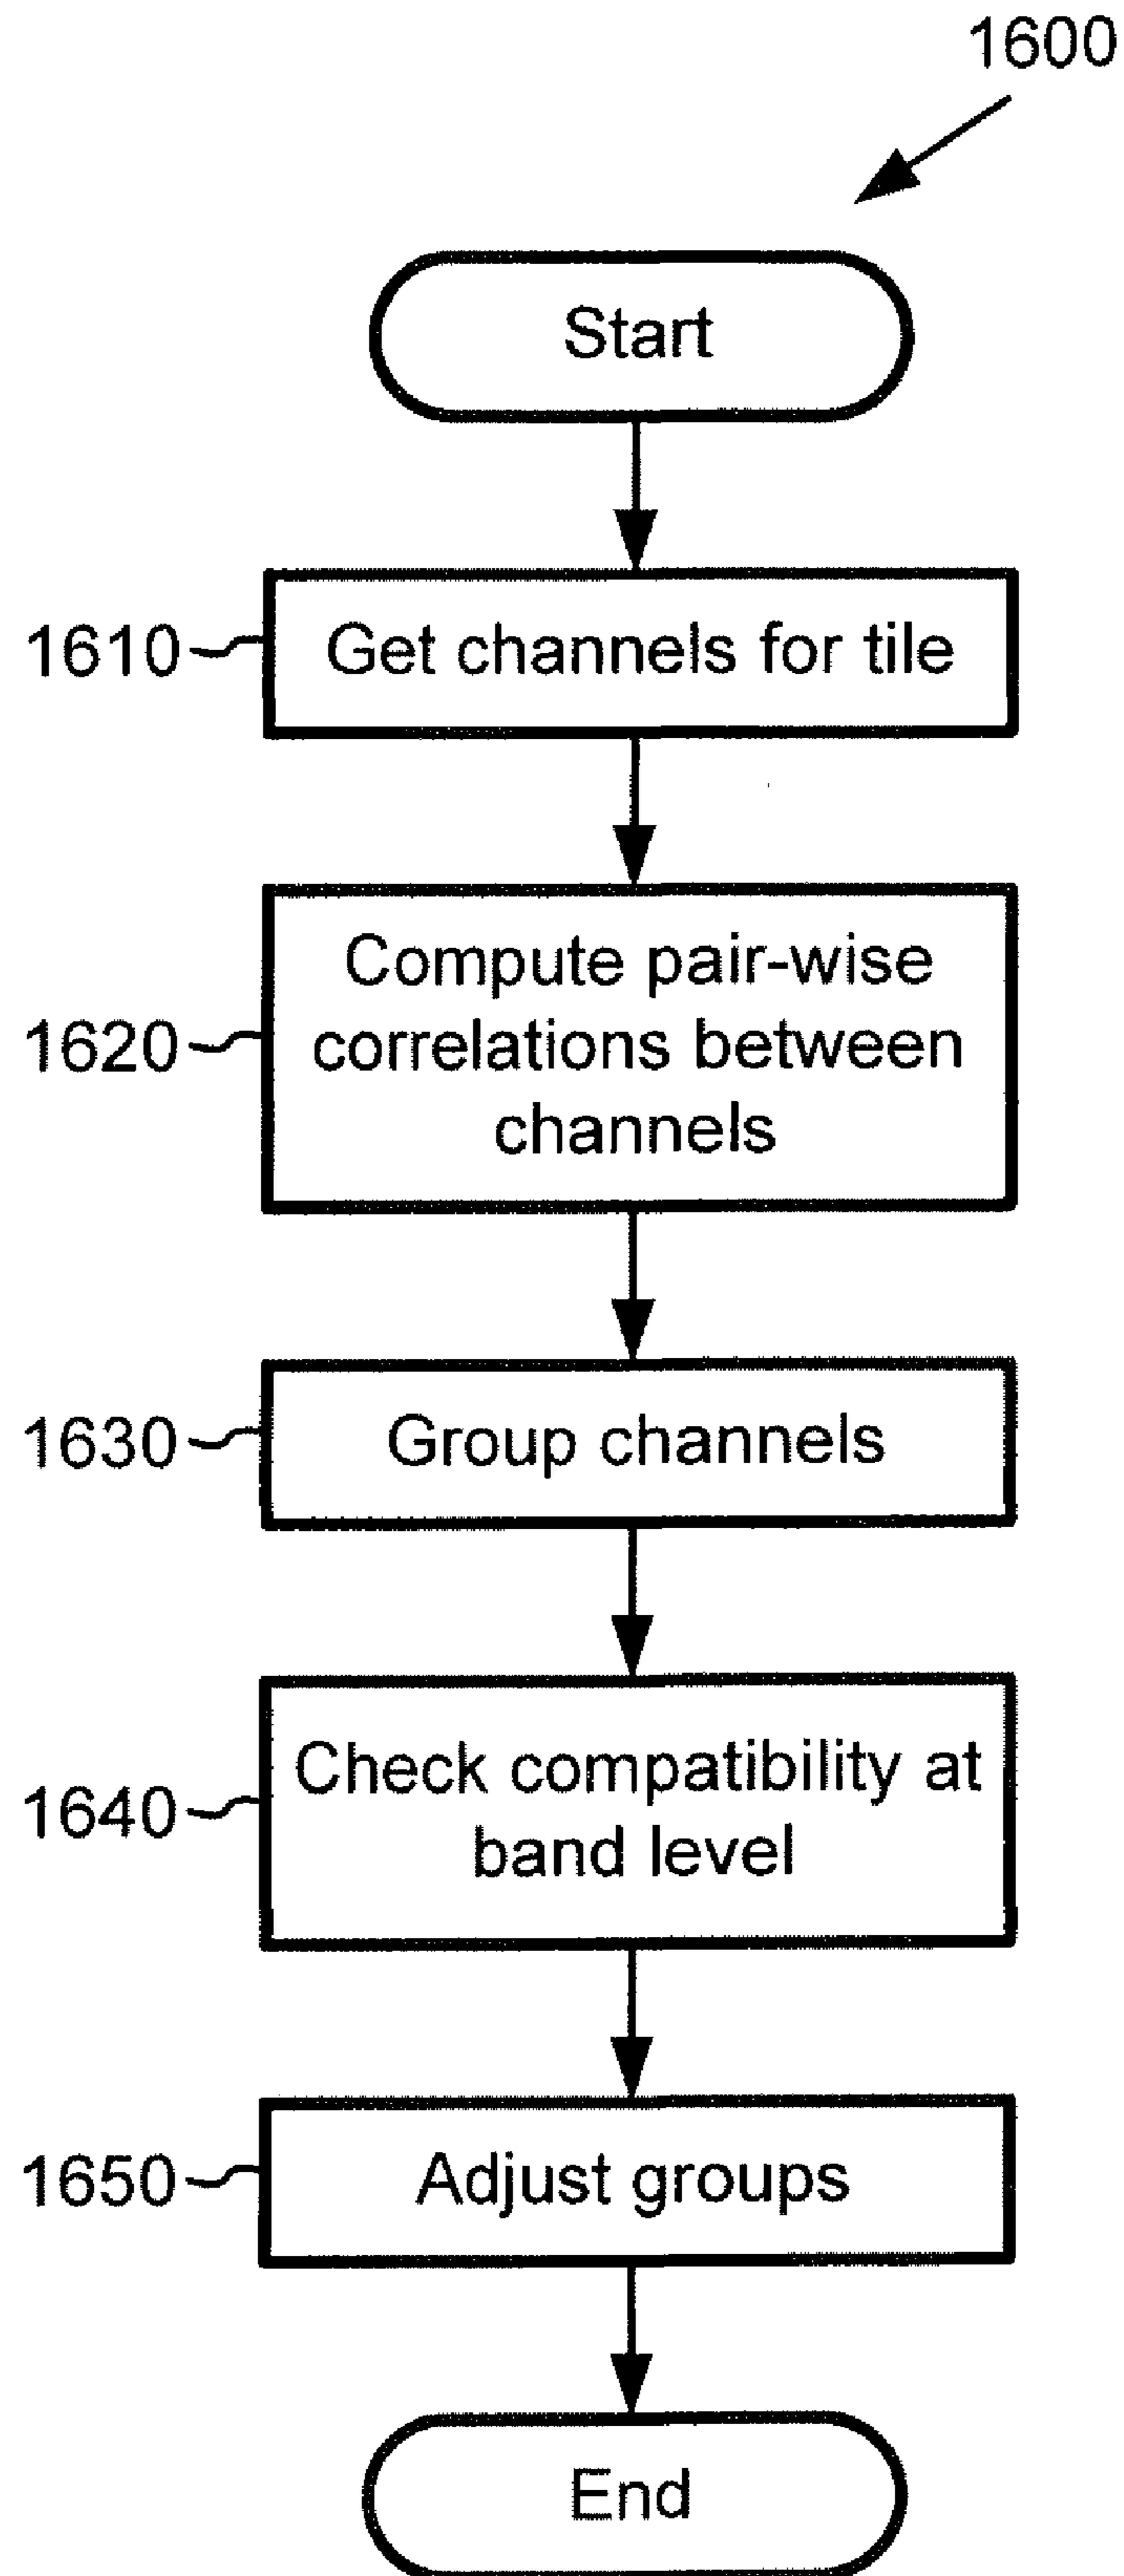 1600
Start
1610
Get channels for tile
1620
Compute pair-wise
correlations between
channels
1630
Group channels
1640
Check compatibility at
band level
1650
Adjust groups
End